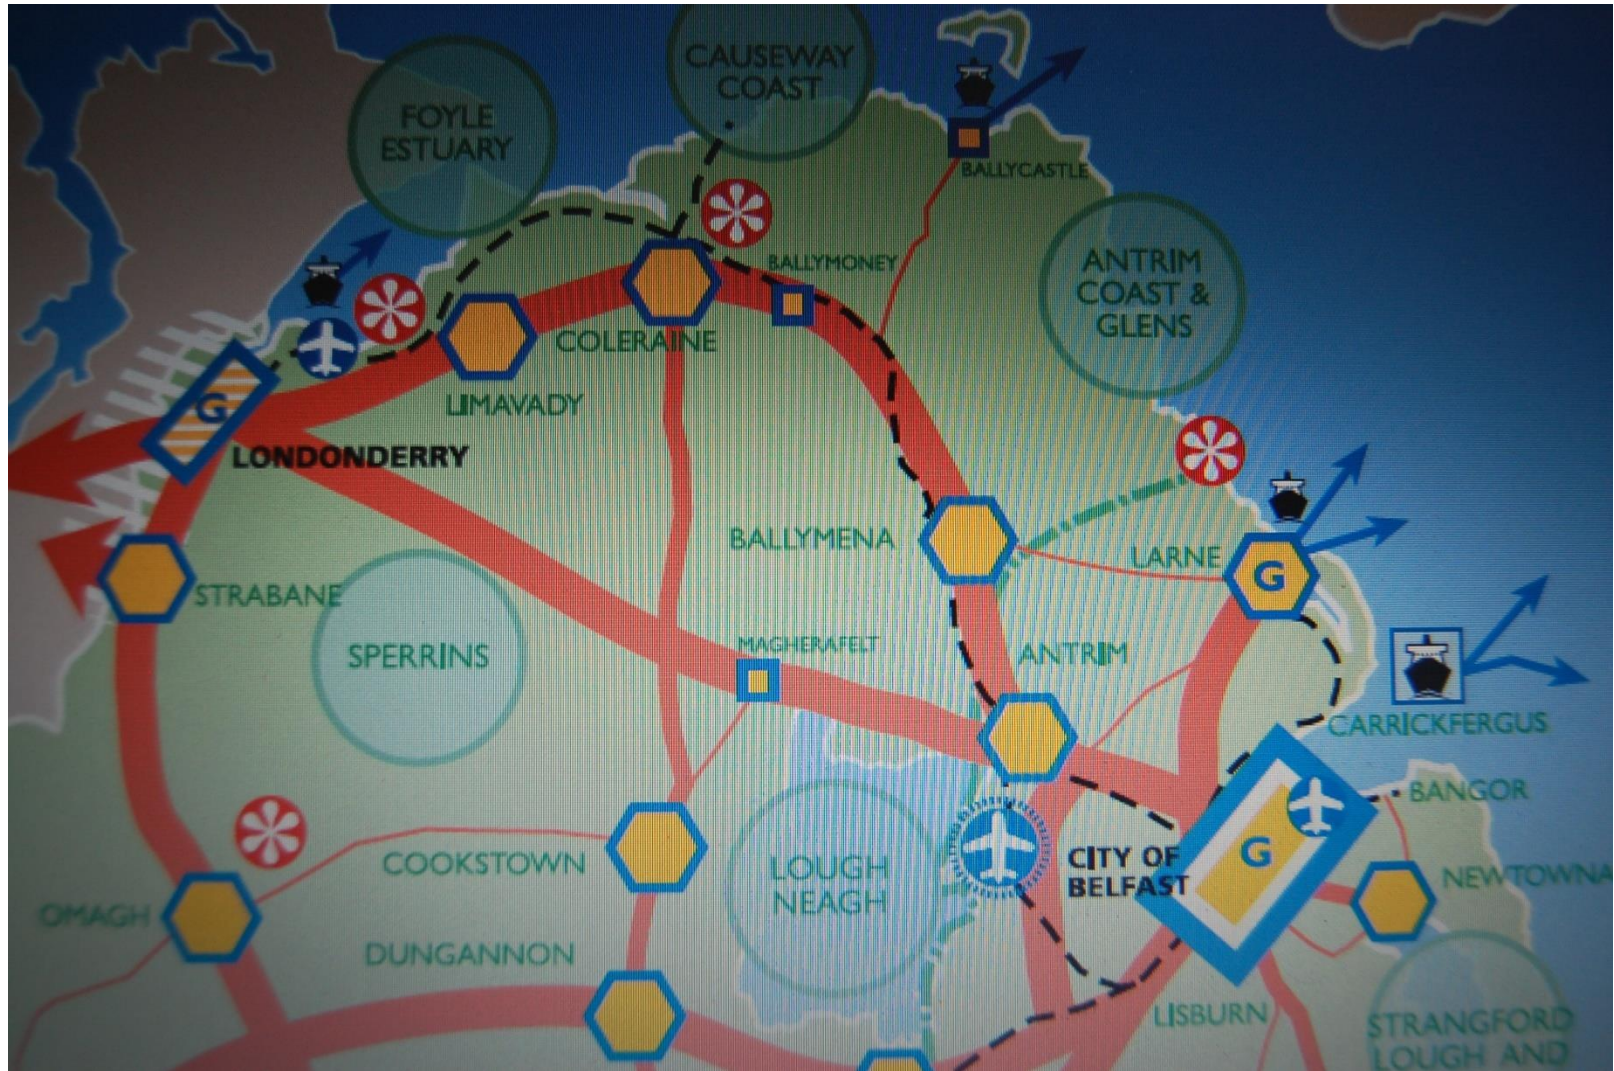 CAUSEWAY
COAST
FOYLE
ESTUARY
BALLYCASTLE
ANTRIM
COAST &
GLENS
BALLYMONEY
COLERAINE
LIMAVADY
G
LONDONDERRY
BALLYMENA
LARNE
G
STRABANE
SPERRINS
MAGHERAFELT
ANTRIM
CARRICKFERGUS
BANGOR
G
CITY OF
BELFAST
COOKSTOWN
LOUGH
NEAGH
NEWTOWNA
OMAGH
DUNGANNON
LISBURN
STRANGFORD
LOUGH AND